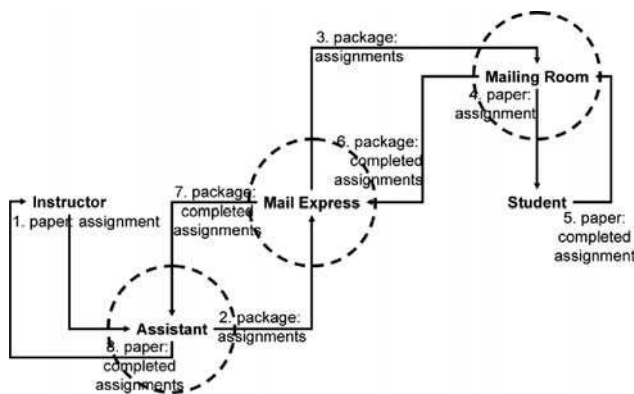 3. package:
assignments
Mailing Room
4. paper:
assignment
6. package:
completed
assignments
7. package:
completed
assignments
Mail Express
Instructor
1. paper: assignment
Student
5. paper:
completed
assignment
2. package:
assignments
Assistant
8. paper:
completed
assignments